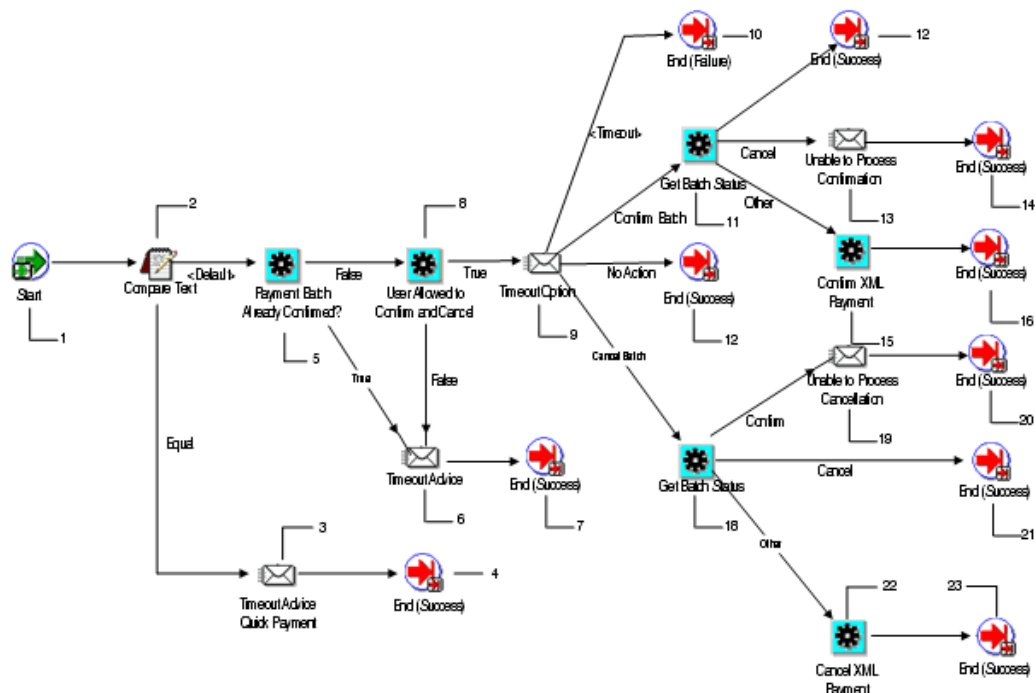 10
End (Failure)
12
End (Success)
<Timeout>
Cancel
Unable to Process
Confirmation
End (Success)
14
13
Get Batch Status
11
Other
Confirm Batch
2
8
Start
1
Compare Text
<Default>
Payment Batch
Already Confirmed?
5
False
User Allowed to
Confirm and Cancel
True
Timeout Option
9
No Action
End (Success)
12
Confirm XML
Payment
15
End (Success)
16
Cancel Batch
True
False
Unable to Process
Cancellation
19
End (Success)
20
Confirm
Equal
Timeout Advice
6
End (Success)
7
Get Batch Status
18
Cancel
End (Success)
21
Other
3
Timeout Advice
Quick Payment
End (Success)
4
22
23
Cancel XML
Payment
End (Success)